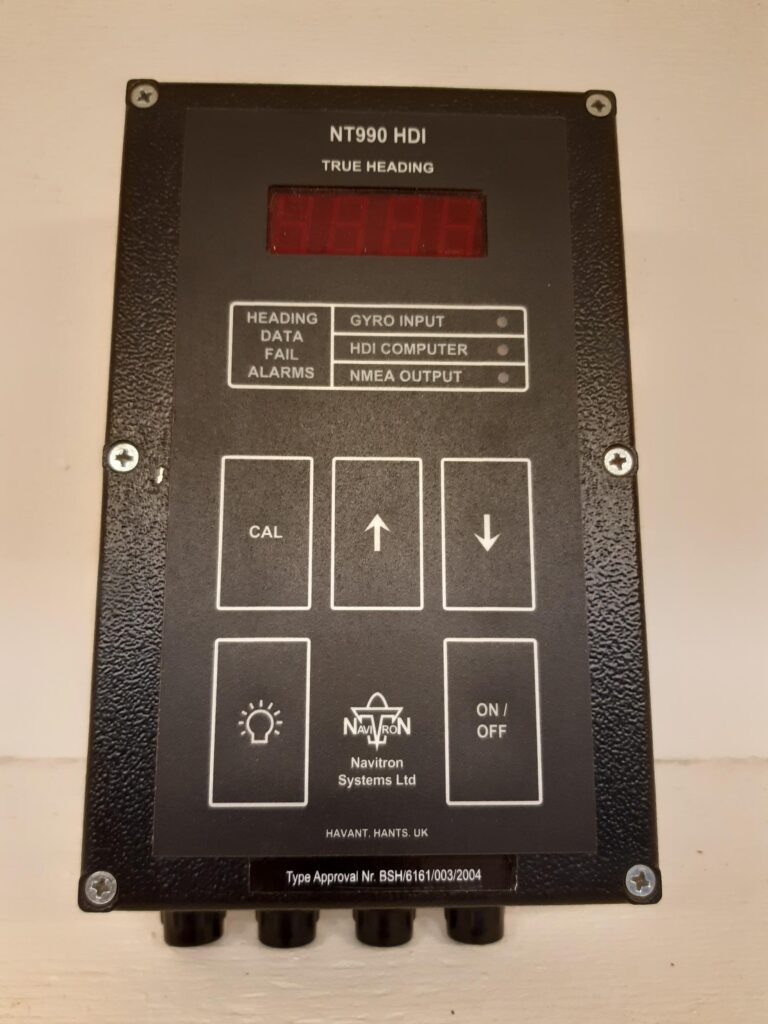 NT990 HDI
TRUE HEADING
HEADING
DATA
FAIL
ALARMS
GYRO INPUT
HDI COMPUTER
NMEA OUTPUT
CAL
↑
↓
ON /
OFF
NAVITRON
Navitron
Systems Ltd
HAVANT. HANTS. UK
Type Approval Nr. BSH/6161/003/2004